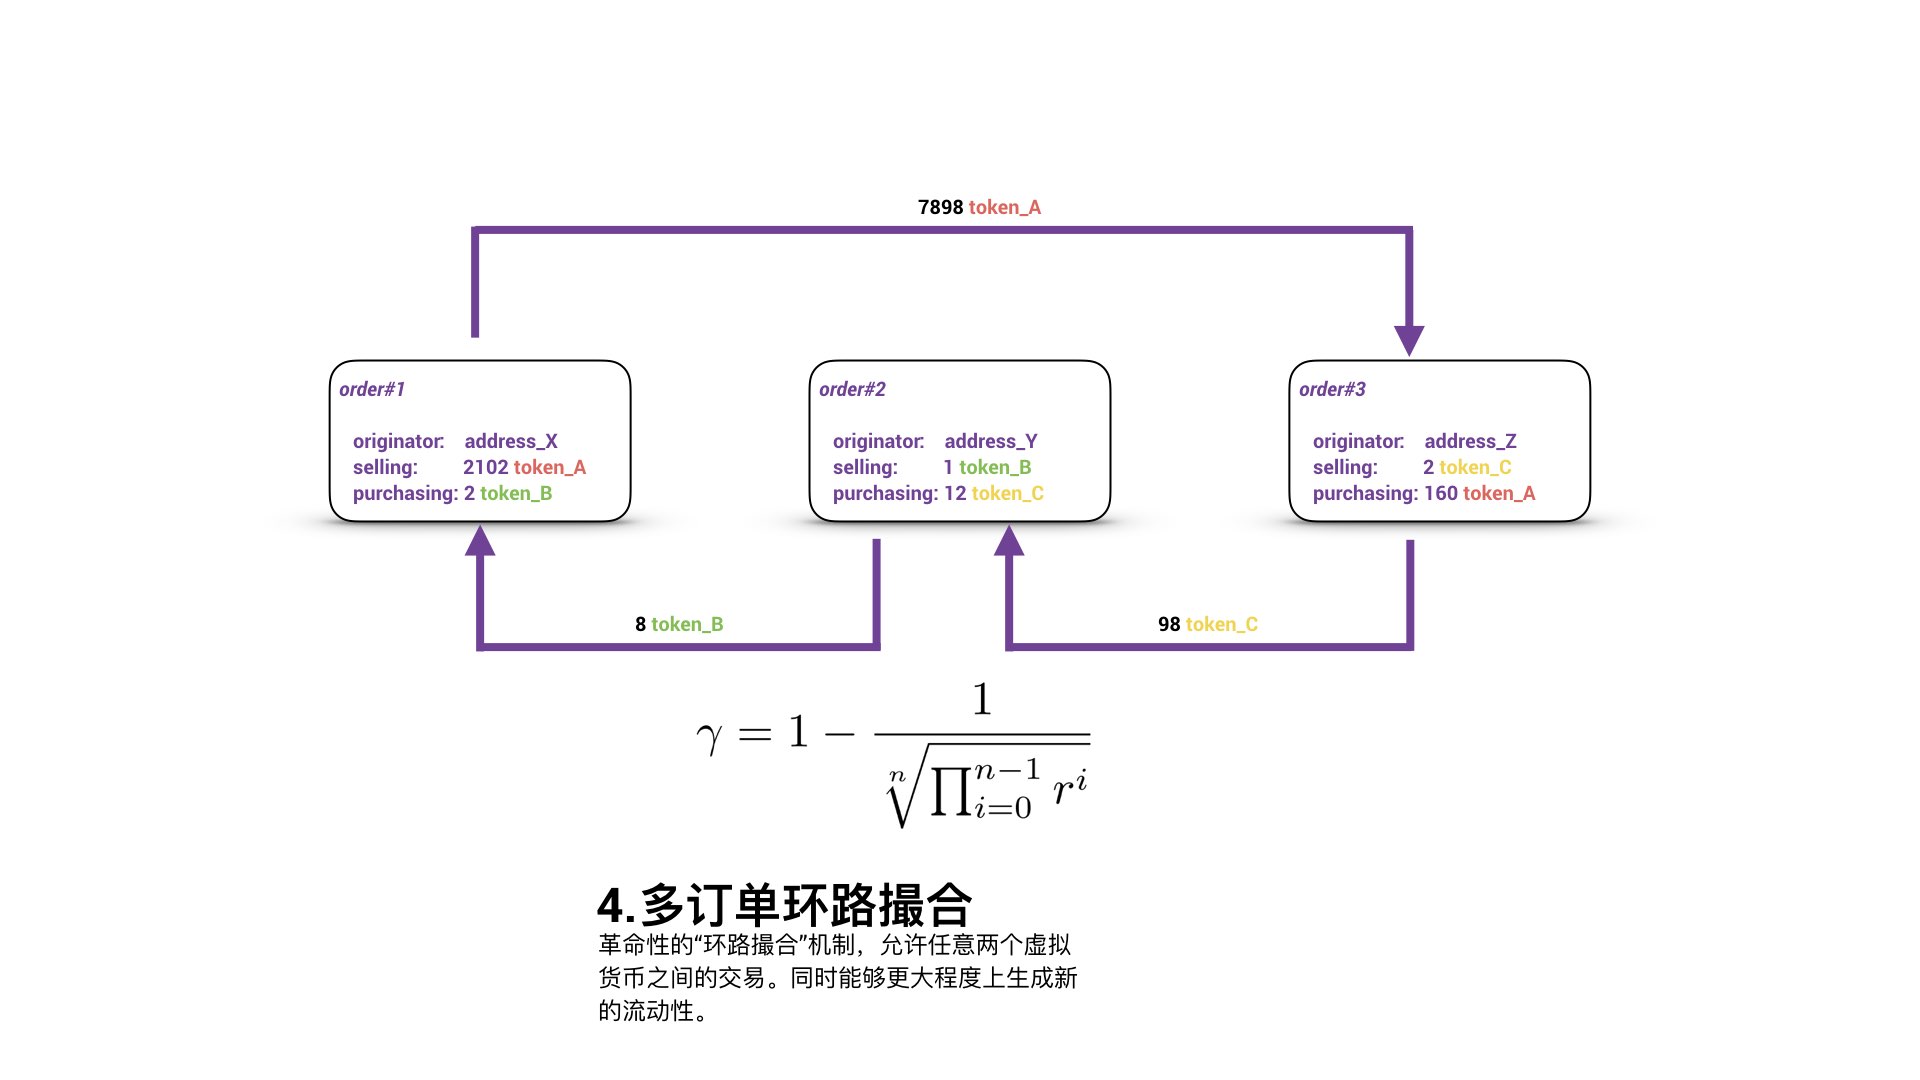 7898 token_A
order#1
originator: address_X
selling: 2102 token_A
purchasing: 2 token_B
order#2
originator: address_Y
selling: 1 token_B
purchasing: 12 token_C
order#3
originator: address_Z
selling: 2 token_C
purchasing: 160 token_A
8 token_B
98 token_C
γ = 1 − \frac{1}{\sqrt[n]{\prod_{i=0}^{n-1} r^i}}
4.多订单环路撮合
革命性的“环路撮合”机制，允许任意两个虚拟
货币之间的交易。同时能够更大程度上生成新
的流动性。